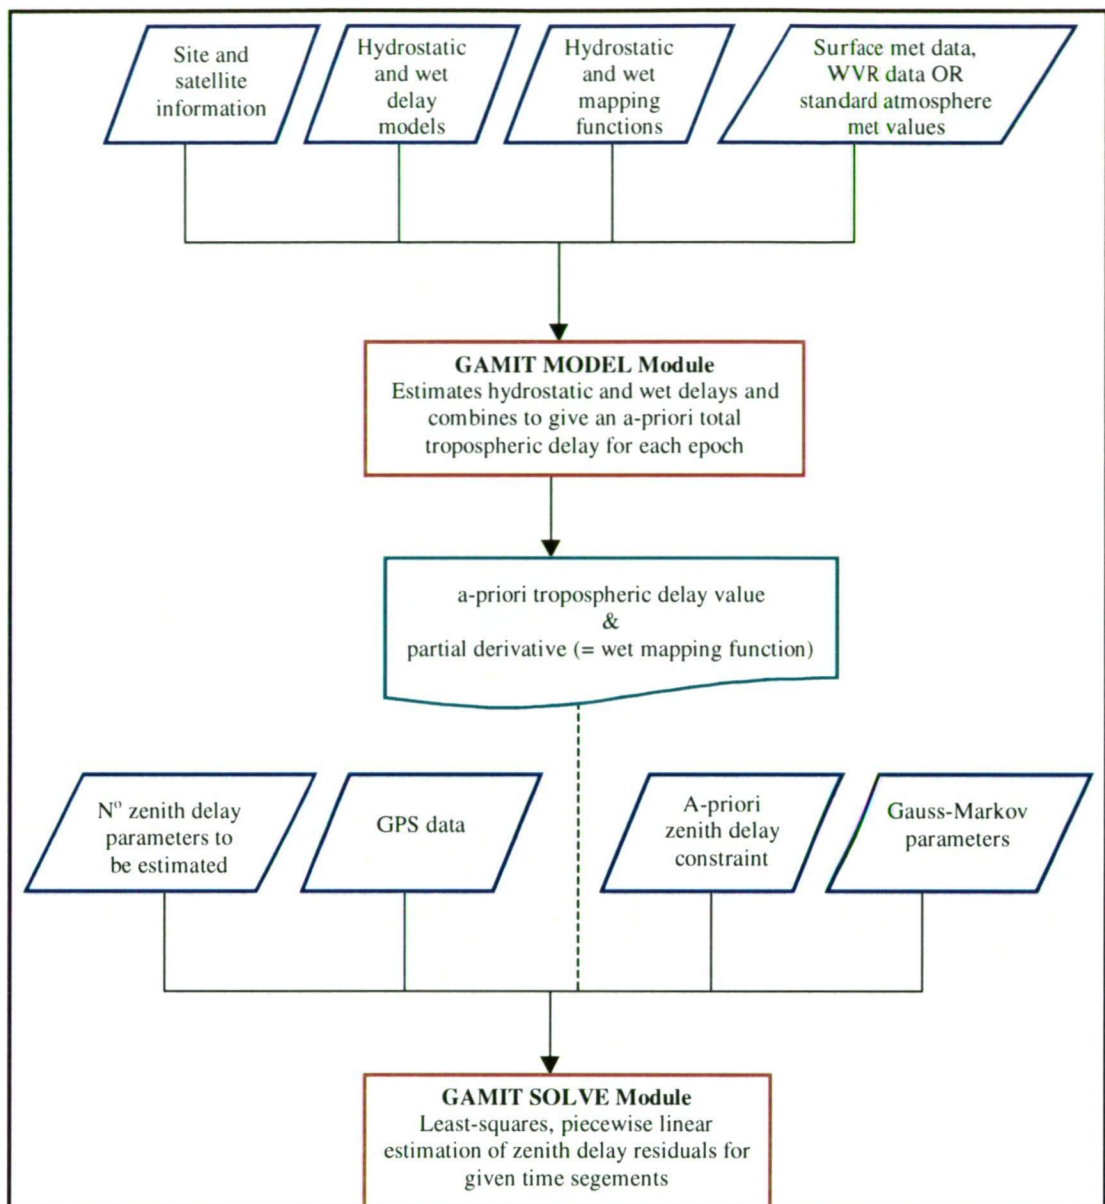 Site and
satellite
information
Hydrostatic
and wet
delay
models
Hydrostatic
and wet
mapping
functions
Surface met data,
WVR data OR
standard atmosphere
met values
GAMIT MODEL Module
Estimates hydrostatic and wet delays and
combines to give an a-priori total
tropospheric delay for each epoch
a-priori tropospheric delay value
&
partial derivative (= wet mapping function)
Nº zenith delay
parameters to
be estimated
GPS data
A-priori
zenith delay
constraint
Gauss-Markov
parameters
GAMIT SOLVE Module
Least-squares, piecewise linear
estimation of zenith delay residuals for
given time segements